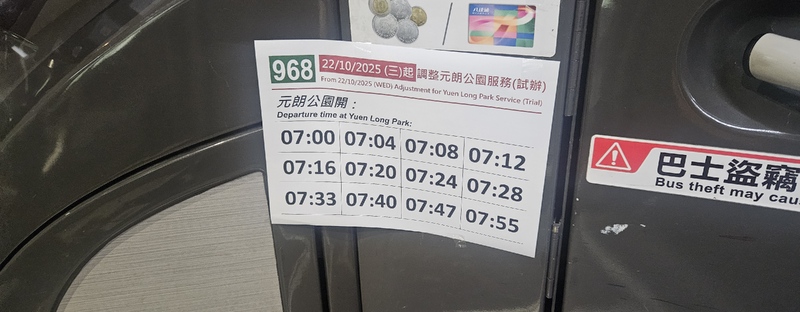 968
22/10/2025 (三)起 調整元朗公園服務(試辦)
From 22/10/2025 (WED) Adjustment for Yuen Long Park Service (Trial)
元朗公園開：
Departure time at Yuen Long Park:
07:00 07:04 07:08 07:12
07:16 07:20 07:24 07:28
07:33 07:40 07:47 07:55
巴士盜竊
Bus theft may cau